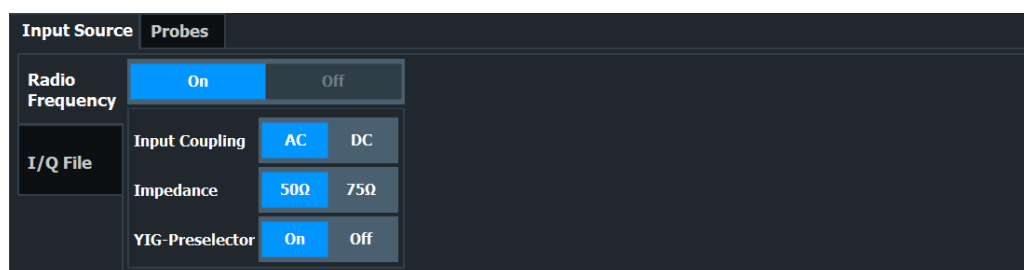 Input Source Probes
Radio
Frequency
On Off
I/Q File
Input Coupling AC DC
Impedance 50Ω 75Ω
YIG-Preselector On Off